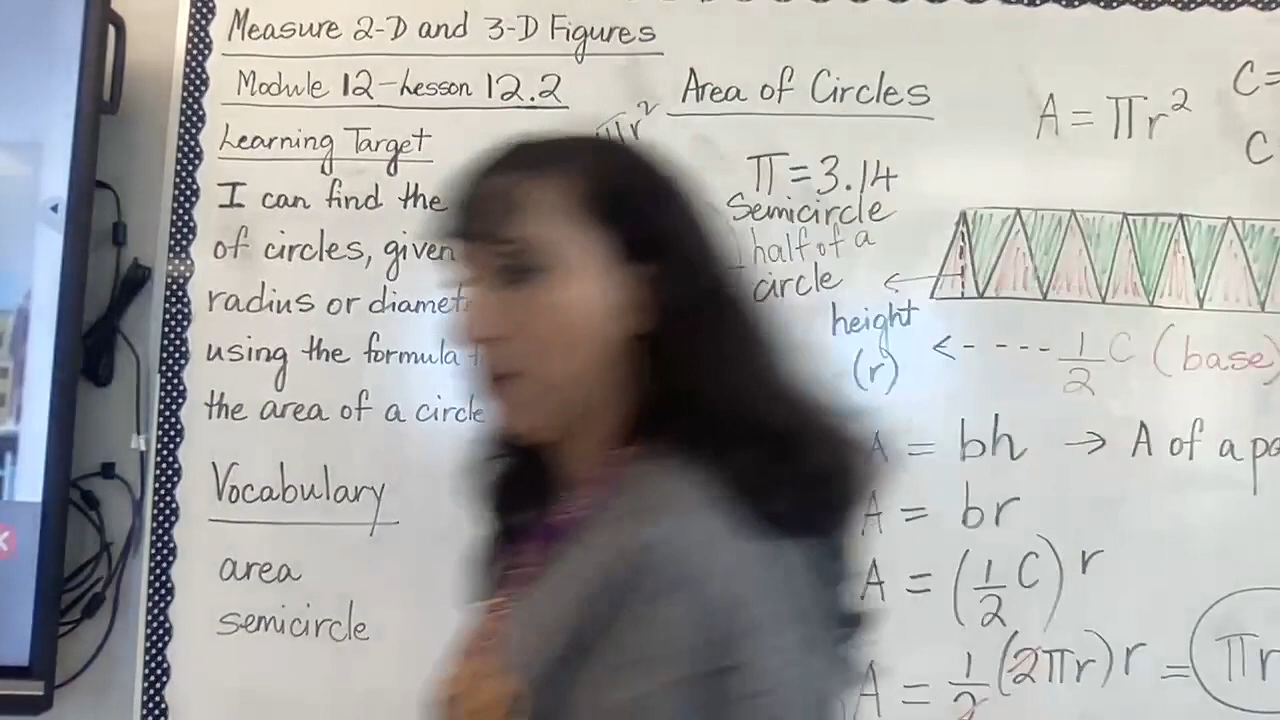 Measure 2-D and 3-D Figures
Module 12-Lesson 12.2
Learning Target
I can find the
of circles, given
radius or diamet
using the formula
the area of a circle
Vocabulary
area
semicircle
Area of Circles
πr²
π = 3.14
Semicircle
half of a
circle
A = πr²
C =
C
height
(r)
<- - - - - 1/2 C (base)
A = bh → A of a pa
A = br
A = (1/2 C) r
A = 1/2 (2πr) r = πr